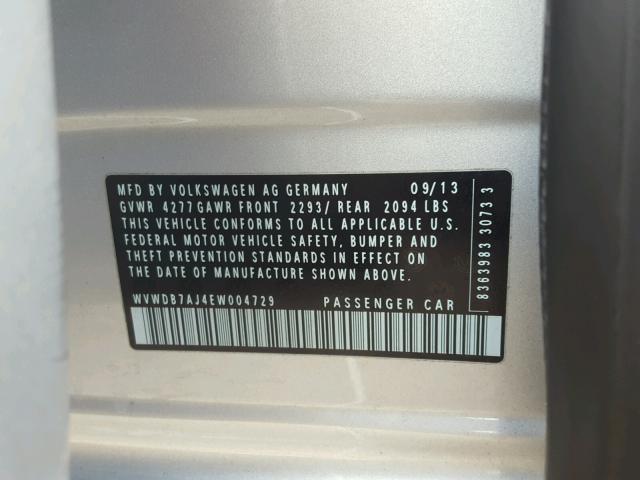 MFD BY VOLKSWAGEN AG GERMANY 09/13
GVWR 4277 GAWR FRONT 2293/ REAR 2094 LBS
THIS VEHICLE CONFORMS TO ALL APPLICABLE U.S.
FEDERAL MOTOR VEHICLE SAFETY, BUMPER AND
THEFT PREVENTION STANDARDS IN EFFECT ON
THE DATE OF MANUFACTURE SHOWN ABOVE.
WVWDB7AJ4EW004729 PASSENGER CAR
8363983 3073 3